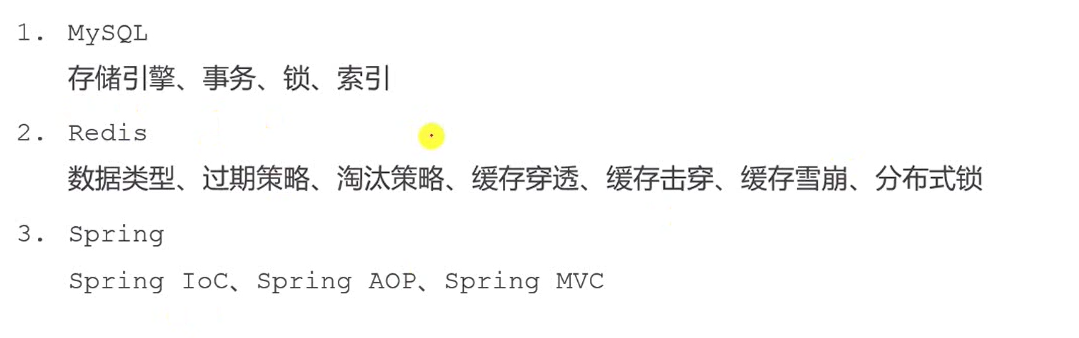 1. MySQL
存储引擎、事务、锁、索引
2. Redis
数据类型、过期策略、淘汰策略、缓存穿透、缓存击穿、缓存雪崩、分布式锁
3. Spring
Spring IoC、Spring AOP、Spring MVC